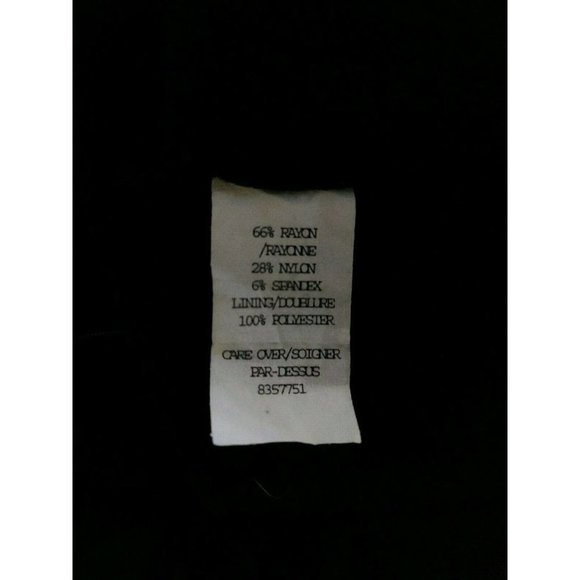 66% RAYON
/RAYONNE
28% NYLON
6% SPANDEX
LINING/DOUBLURE
100% POLYESTER
CARE OVER/SOIGNER
PAR-DESSUS
8357751